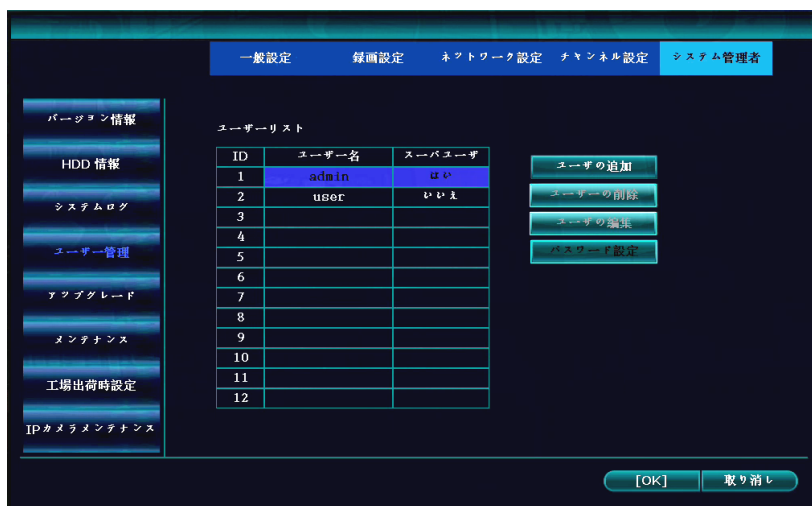 一般設定 録画設定 ネットワーク設定 チャンネル設定 システム管理者
バージョン情報
HDD 情報
システムログ
ユーザー管理
アップグレード
メンテナンス
工場出荷時設定
IPカメラメンテナンス
ユーザーリスト
ID ユーザー名 スーパユーザ
1 admin はい
2 user いいえ
3
4
5
6
7
8
9
10
11
12
ユーザの追加
ユーザーの削除
ユーザの編集
パスワード設定
[OK] 取り消し